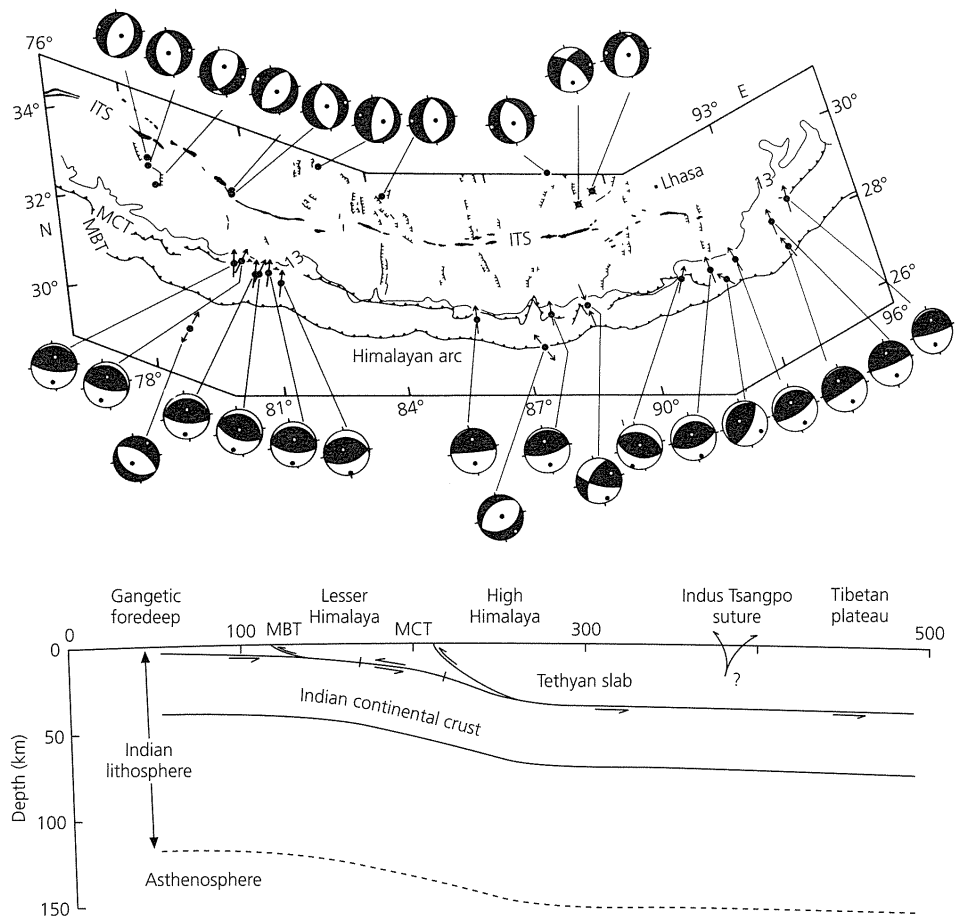 76°
34°
ITS
32°
N
MCT
MBT
30°
13
78°
81°
84°
87°
90°
Himalayan arc
ITS
Lhasa
93° E
13
30°
28°
26°
96°
Gangetic foredeep
Lesser Himalaya
High Himalaya
Indus Tsangpo suture
Tibetan plateau
0
100
MBT
MCT
300
500
0
50
100
150
Depth (km)
Tethyan slab
?
Indian continental crust
Indian lithosphere
Asthenosphere